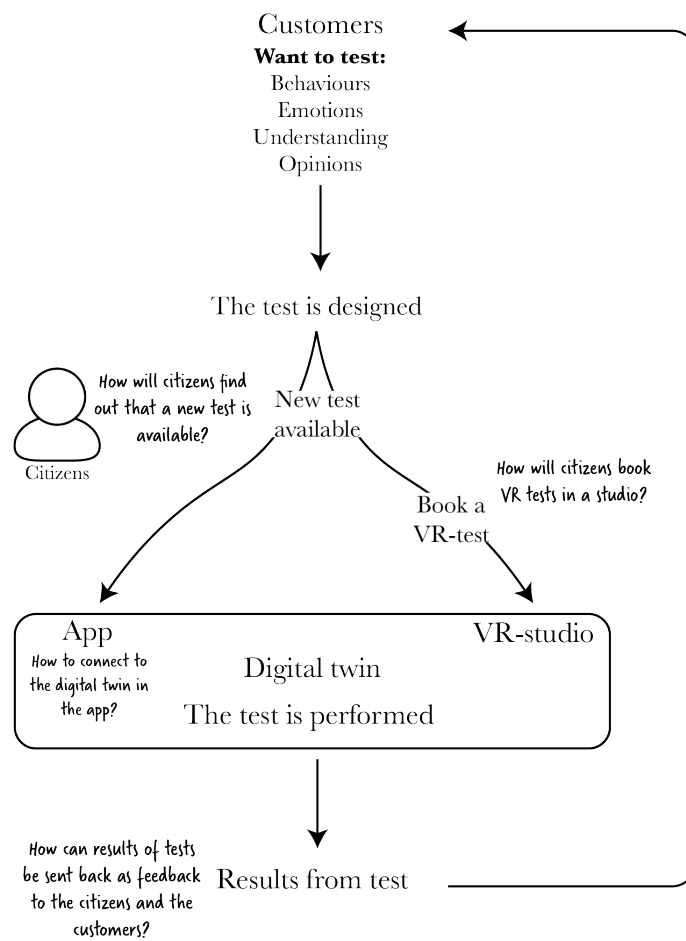 Customers
Want to test:
Behaviours
Emotions
Understanding
Opinions
The test is designed
How will citizens find
out that a new test is
available?
Citizens
New test
available
How will citizens book
VR tests in a studio?
Book a
VR-test
App
How to connect to
the digital twin in
the app?
VR-studio
Digital twin
The test is performed
How can results of tests
be sent back as feedback
to the citizens and the
customers?
Results from test